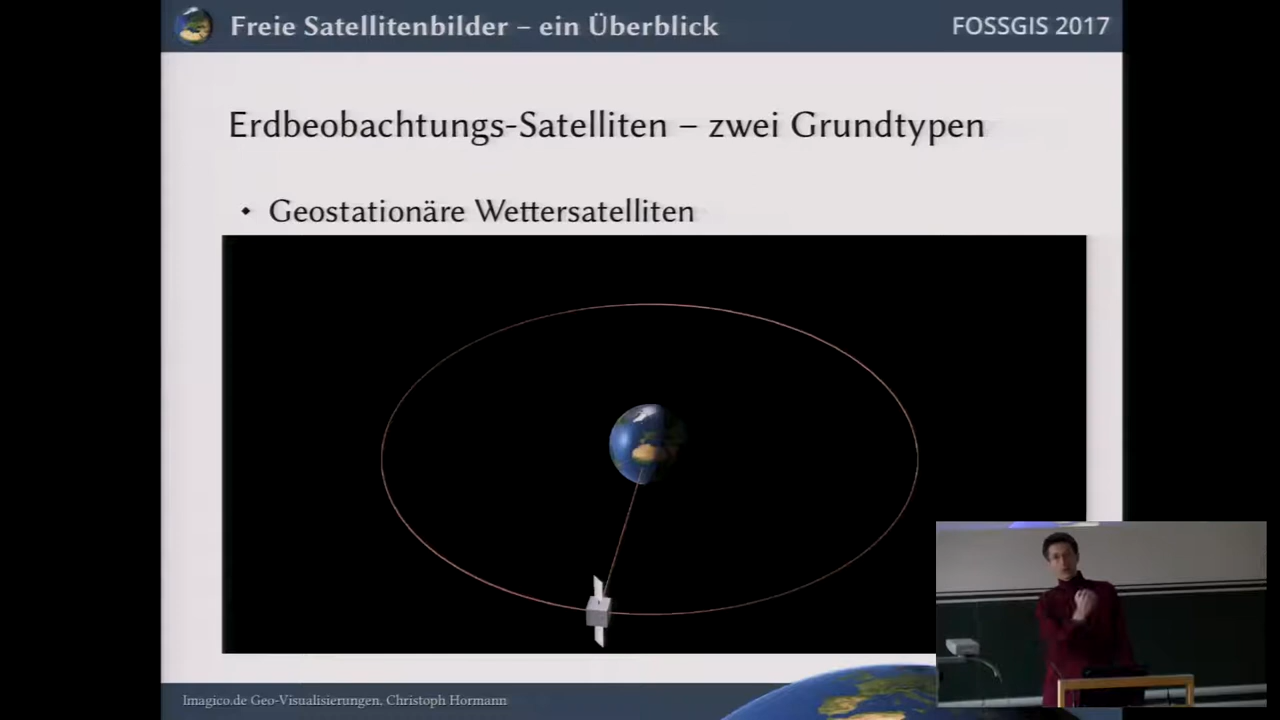 Freie Satellitenbilder – ein Überblick
FOSSGIS 2017
Erdbeobachtungs-Satelliten – zwei Grundtypen
• Geostationäre Wettersatelliten
Imagico.de Geo-Visualisierungen, Christoph Hormann